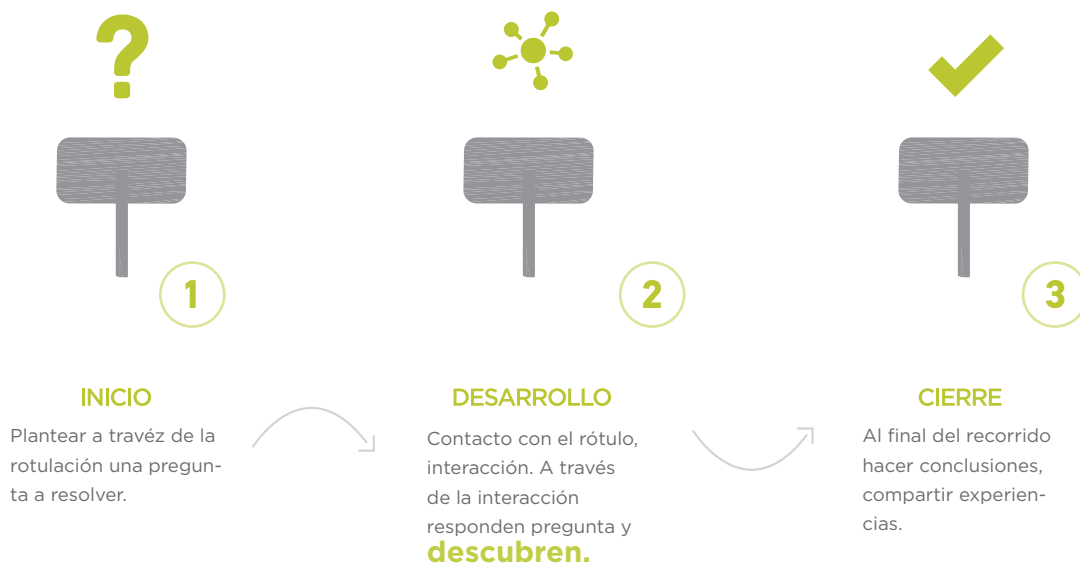 ?
1
2
3
INICIO
Plantear a travéz de la
rotulación una pregun-
ta a resolver.
DESARROLLO
Contacto con el rótulo,
interacción. A través
de la interacción
responden pregunta y
descubren.
CIERRE
Al final del recorrido
hacer conclusiones,
compartir experien-
cias.